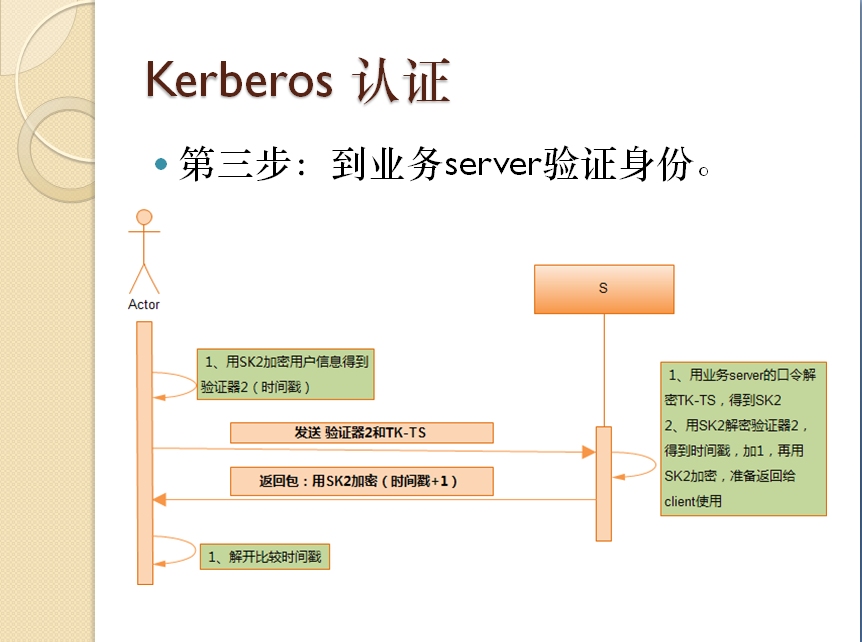 Kerberos 认证
第三步：到业务server验证身份。
Actor
S
1、用SK2加密用户信息得到
验证器2（时间戳）
发送 验证器2和TK-TS
1、用业务server的口令解
密TK-TS，得到SK2
2、用SK2解密验证器2，
得到时间戳，加1，再用
SK2加密，准备返回给
client使用
返回包：用SK2加密（时间戳+1）
1、解开比较时间戳